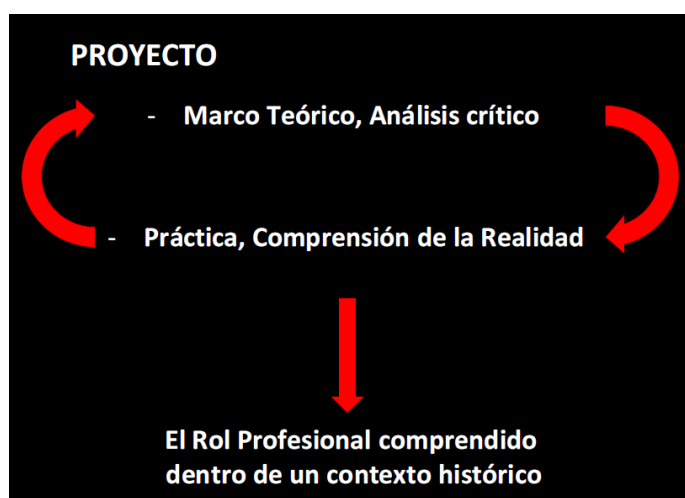 PROYECTO
- Marco Teórico, Análisis crítico
- Práctica, Comprensión de la Realidad
El Rol Profesional comprendido
dentro de un contexto histórico